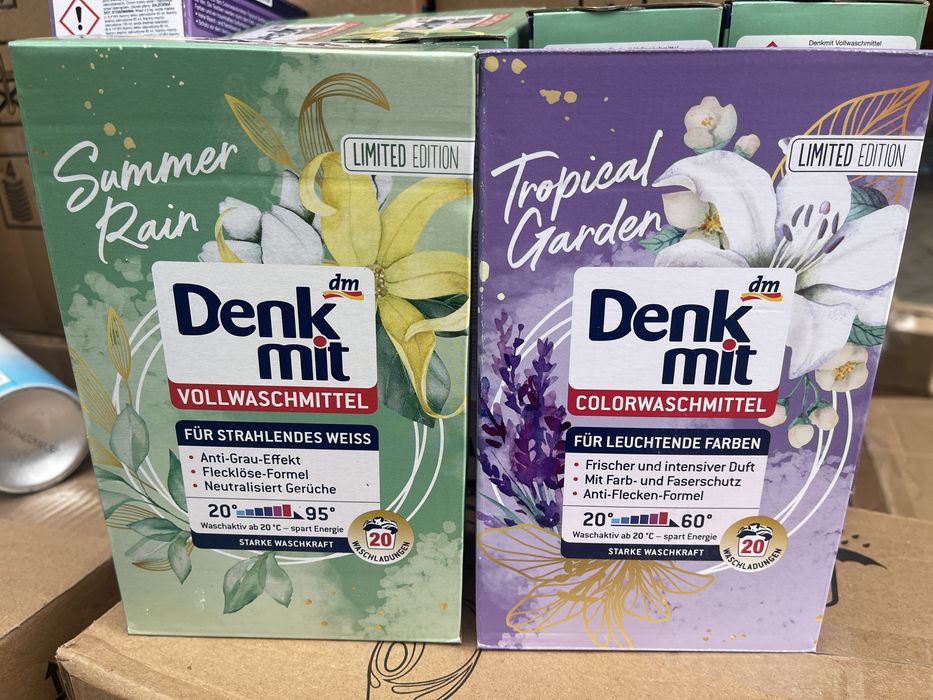 Denkmit Vollwaschmittel
Summer
Rain
LIMITED EDITION
dm
Denk
mit
VOLLWASCHMITTEL
FÜR STRAHLENDES WEISS
• Anti-Grau-Effekt
• Flecklöse-Formel
• Neutralisiert Gerüche
20° 95°
Waschaktiv ab 20 °C – spart Energie
STARKE WASCHKRAFT
20
WASCHLADUNGEN
Tropical
Garden
LIMITED EDITION
dm
Denk
mit
COLORWASCHMITTEL
FÜR LEUCHTENDE FARBEN
• Frischer und intensiver Duft
• Mit Farb- und Faserschutz
• Anti-Flecken-Formel
20° 60°
Waschaktiv ab 20 °C – spart Energie
STARKE WASCHKRAFT
20
WASCHLADUNGEN